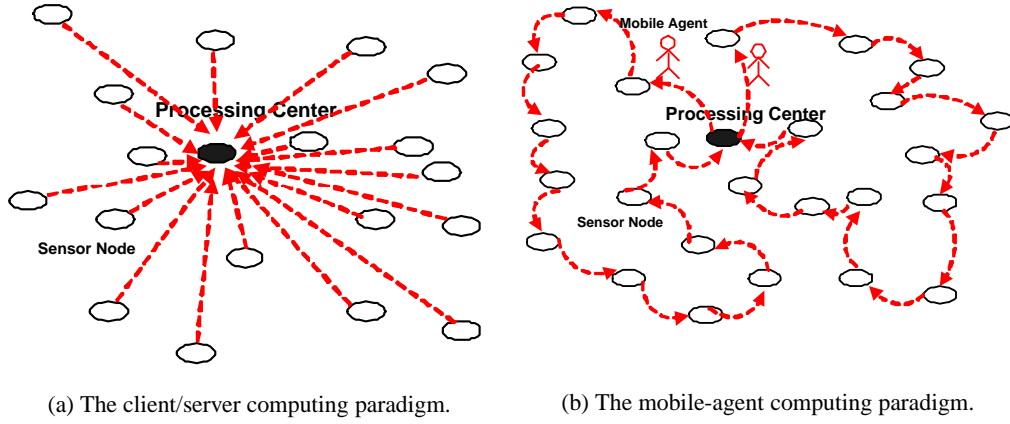 Processing Center
Sensor Node
Mobile Agent
Processing Center
Sensor Node
(a) The client/server computing paradigm.
(b) The mobile-agent computing paradigm.